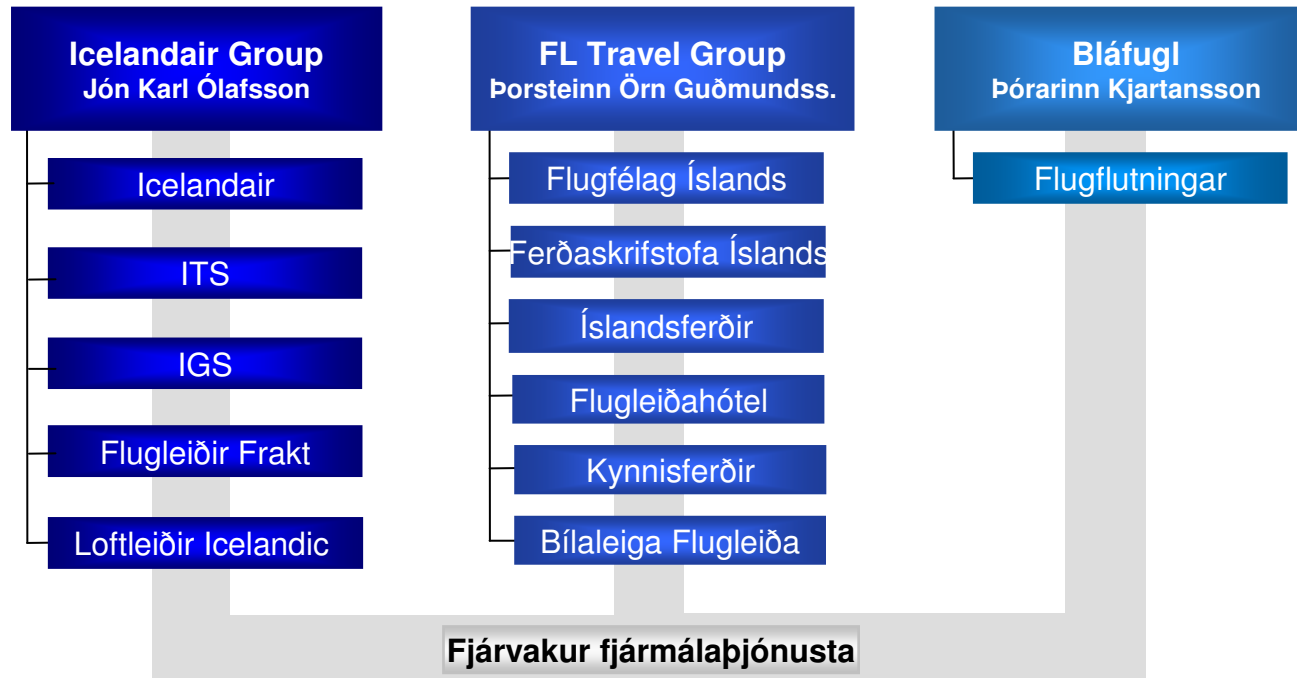 Icelandair Group
Jón Karl Ólafsson
Icelandair
ITS
IGS
Flugleiðir Frakt
Loftleiðir Icelandic
FL Travel Group
Þorsteinn Örn Guðmundss.
Flugfélag Íslands
Ferðaskrifstofa Íslands
Íslandsferðir
Flugleiðahótel
Kynnisferðir
Bílaleiga Flugleiða
Bláfugl
Þórarinn Kjartansson
Flugflutningar
Fjárvakur fjármálaþjónusta